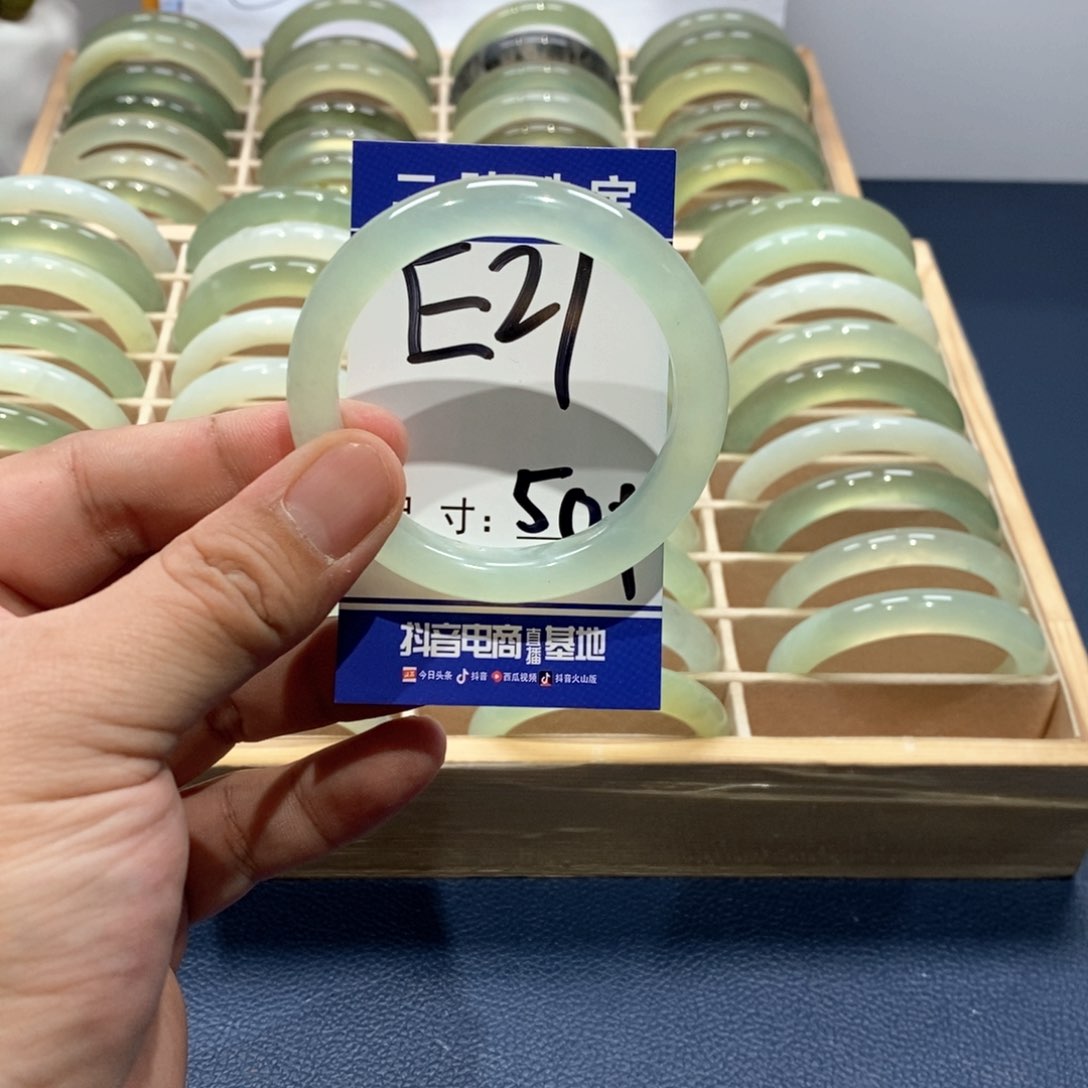 E21
寸: 50+
抖音电商直播基地
今日头条 抖音 西瓜视频 抖音火山版